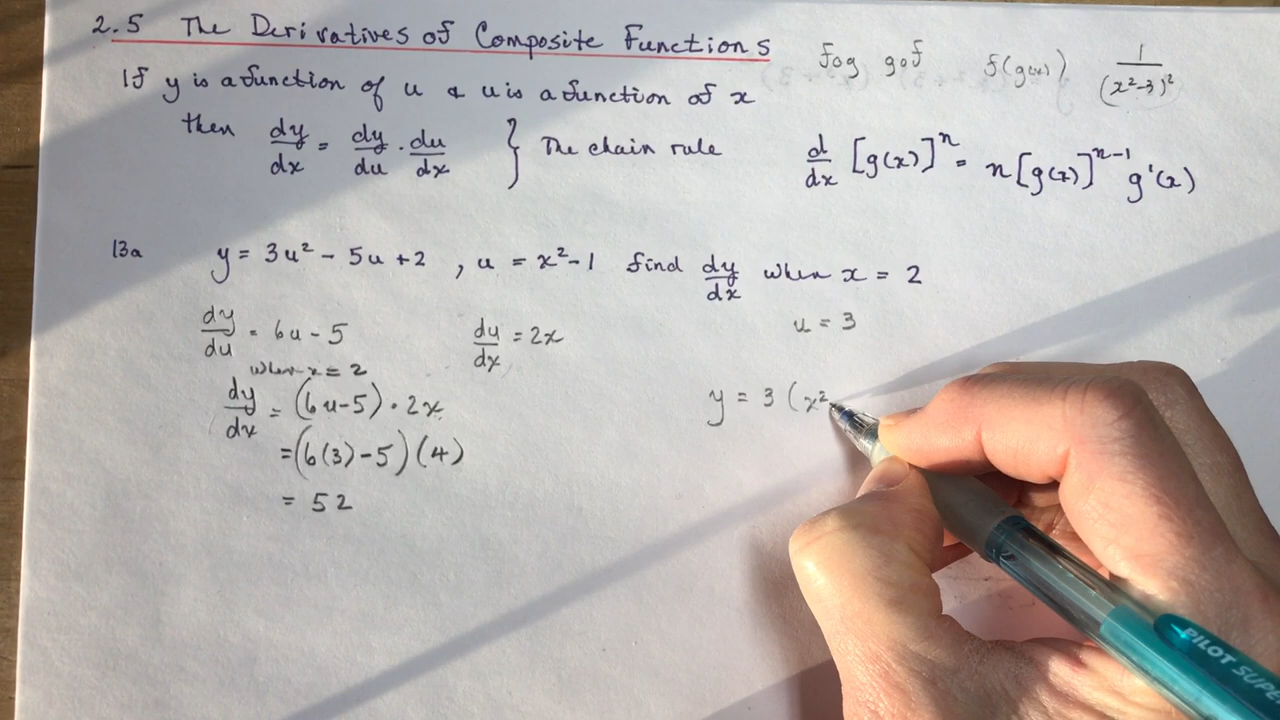 2.5 The Derivatives of Composite Functions
fog gof f(g(x)) 1/(x²-3)²
If y is a function of u & u is a function of x
then dy/dx = dy/du · du/dx } The chain rule
d/dx [g(x)]ⁿ = n[g(x)]ⁿ⁻¹ g'(x)
13a y = 3u² - 5u + 2 , u = x² - 1 find dy/dx when x = 2
u = 3
dy/du = 6u - 5 du/dx = 2x
when x = 2
dy/dx = (6u-5) · 2x
= (6(3)-5)(4)
= 52
y = 3 (x²
PILOT SUPE